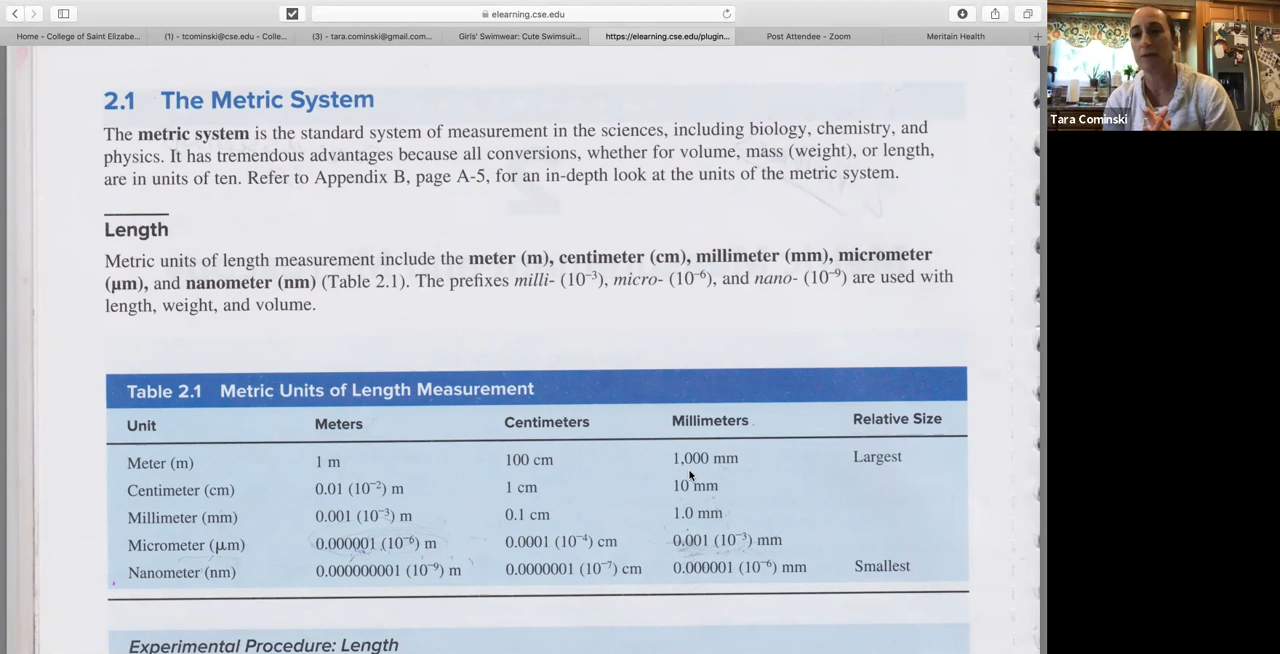 elearning.cse.edu
Home - College of Saint Elizabe...
(1) - tcominski@cse.edu - Colle...
(3) - tara.cominski@gmail.com...
Girls' Swimwear: Cute Swimsuit...
https://elearning.cse.edu/plugin...
Post Attendee - Zoom
Meritain Health
Tara Cominski
2.1 The Metric System
The metric system is the standard system of measurement in the sciences, including biology, chemistry, and
physics. It has tremendous advantages because all conversions, whether for volume, mass (weight), or length,
are in units of ten. Refer to Appendix B, page A-5, for an in-depth look at the units of the metric system.
Length
Metric units of length measurement include the meter (m), centimeter (cm), millimeter (mm), micrometer
(μm), and nanometer (nm) (Table 2.1). The prefixes milli- (10⁻³), micro- (10⁻⁶), and nano- (10⁻⁹) are used with
length, weight, and volume.
Table 2.1 Metric Units of Length Measurement
Unit Meters Centimeters Millimeters Relative Size
Meter (m) 1 m 100 cm 1,000 mm Largest
Centimeter (cm) 0.01 (10⁻²) m 1 cm 10 mm
Millimeter (mm) 0.001 (10⁻³) m 0.1 cm 1.0 mm
Micrometer (μm) 0.000001 (10⁻⁶) m 0.0001 (10⁻⁴) cm 0.001 (10⁻³) mm
Nanometer (nm) 0.000000001 (10⁻⁹) m 0.0000001 (10⁻⁷) cm 0.000001 (10⁻⁶) mm Smallest
Experimental Procedure: Length